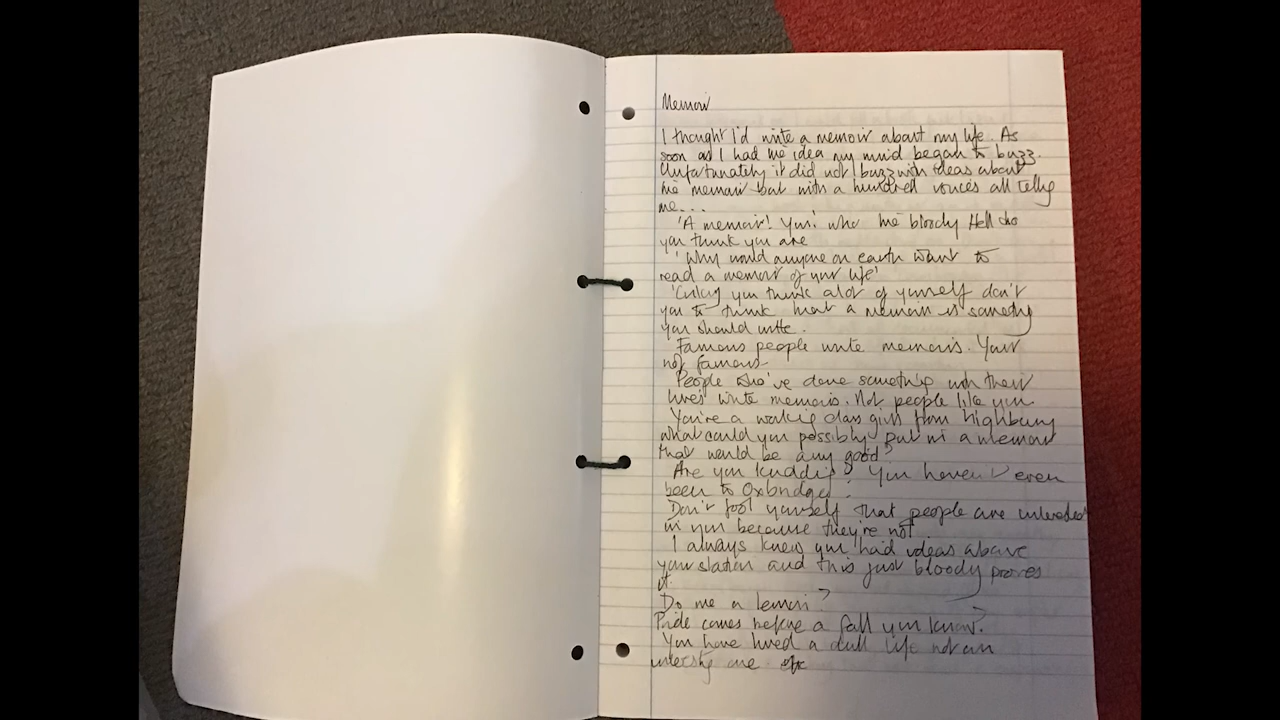 Memoir
I thought I'd write a memoir about my life. As
soon as I had the idea my mind began to buzz.
Unfortunately it did not buzz with ideas about
the memoir but with a hundred voices all telling
me...
'A memoir! You! who the bloody Hell do
you think you are
'Why would anyone on earth want to
read a memoir of your life'
you think alot of yourself don't
you to think that a memoir is something
you should write.
Famous people write memoirs. Your
not famous
People who've done something with their
lives write memoirs. Not people like you.
You're a working class girl from Highbury
what could you possibly put in a memoir
that would be any good?
Are you kidding? You haven't even
been to Oxbridge!
Don't fool yourself that people are interested
in you because they're not.
I always knew you had ideas above
your station and this just bloody proves
it.
Do me a lemon?
Pride comes before a fall you know?
You have lived a dull life not an
interesting one etc